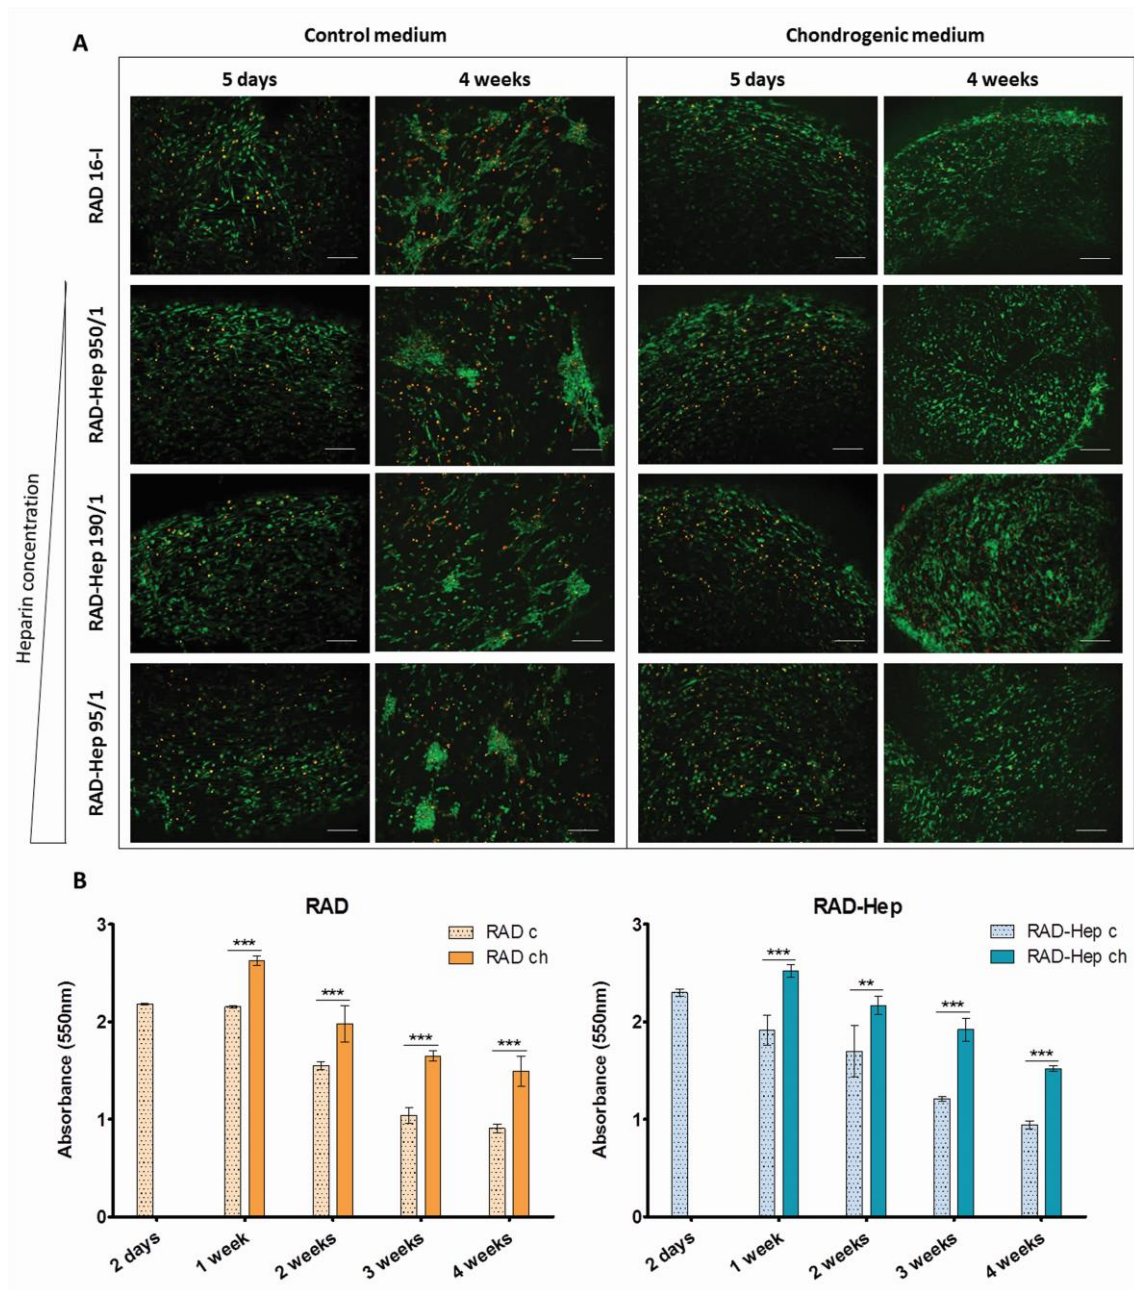 A
Control medium
Chondrogenic medium
5 days
4 weeks
5 days
4 weeks
RAD 16-I
RAD-Hep 950/1
RAD-Hep 190/1
RAD-Hep 95/1
Heparin concentration
B
RAD
RAD c
RAD ch
Absorbance (550nm)
3
2
1
0
***
***
***
***
2 days
1 week
2 weeks
3 weeks
4 weeks
RAD-Hep
RAD-Hep c
RAD-Hep ch
Absorbance (550nm)
3
2
1
0
***
**
***
***
2 days
1 week
2 weeks
3 weeks
4 weeks